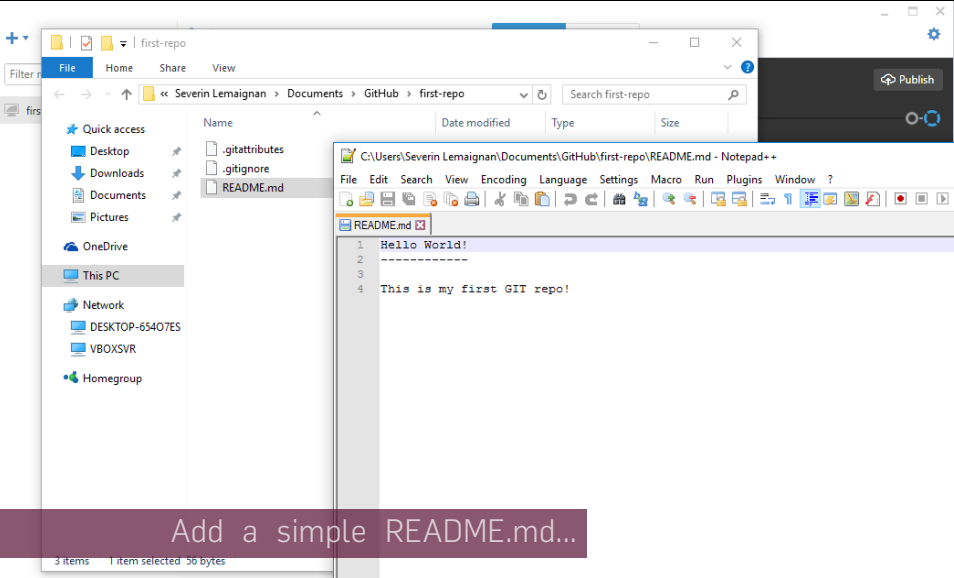 first-repo
File Home Share View
Publish
Filter r
« Severin Lemaignan > Documents > GitHub > first-repo
Search first-repo
firs
Name Date modified Type Size
Quick access
Desktop
Downloads
Documents
Pictures
OneDrive
This PC
Network
DESKTOP-654O7ES
VBOXSVR
Homegroup
.gitattributes
.gitignore
README.md
C:\Users\Severin Lemaignan\Documents\GitHub\first-repo\README.md - Notepad++
File Edit Search View Encoding Language Settings Macro Run Plugins Window ?
README.md
1 Hello World!
2 ------------
3
4 This is my first GIT repo!
Add a simple README.md...
3 items 1 item selected 56 bytes